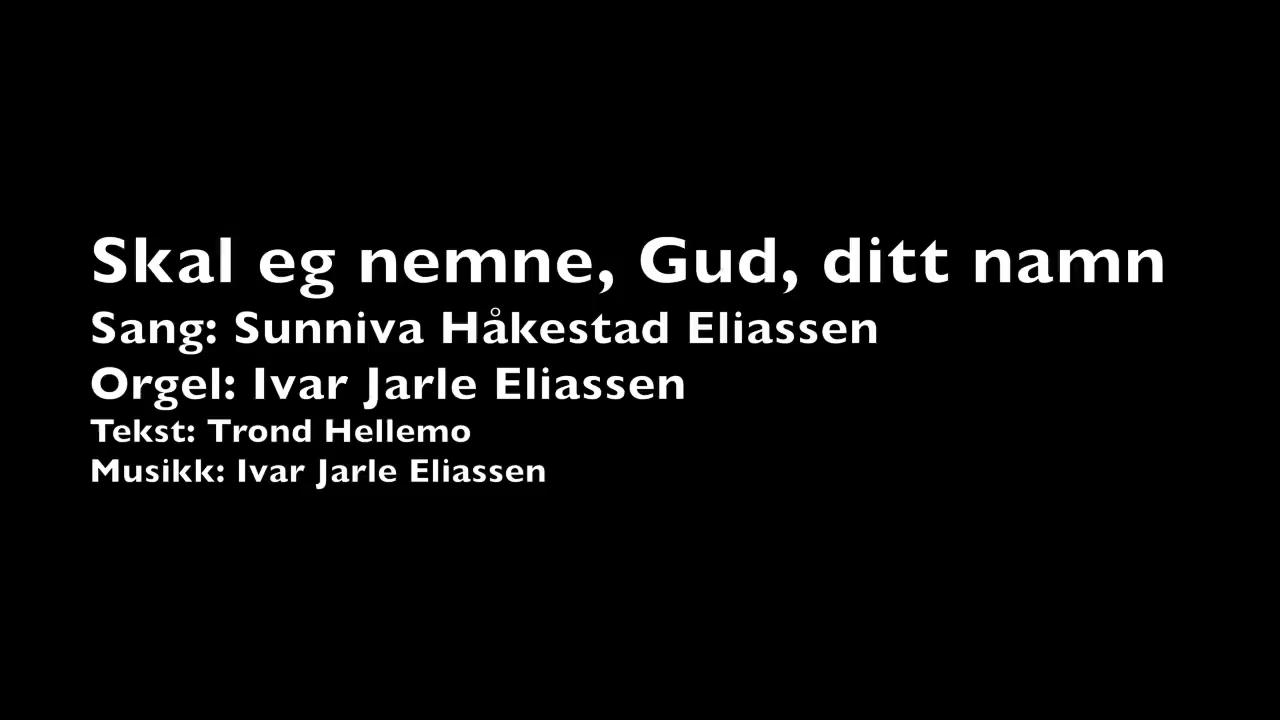 Skal eg nemne, Gud, ditt namn
Sang: Sunniva Håkestad Eliassen
Orgel: Ivar Jarle Eliassen
Tekst: Trond Hellemo
Musikk: Ivar Jarle Eliassen